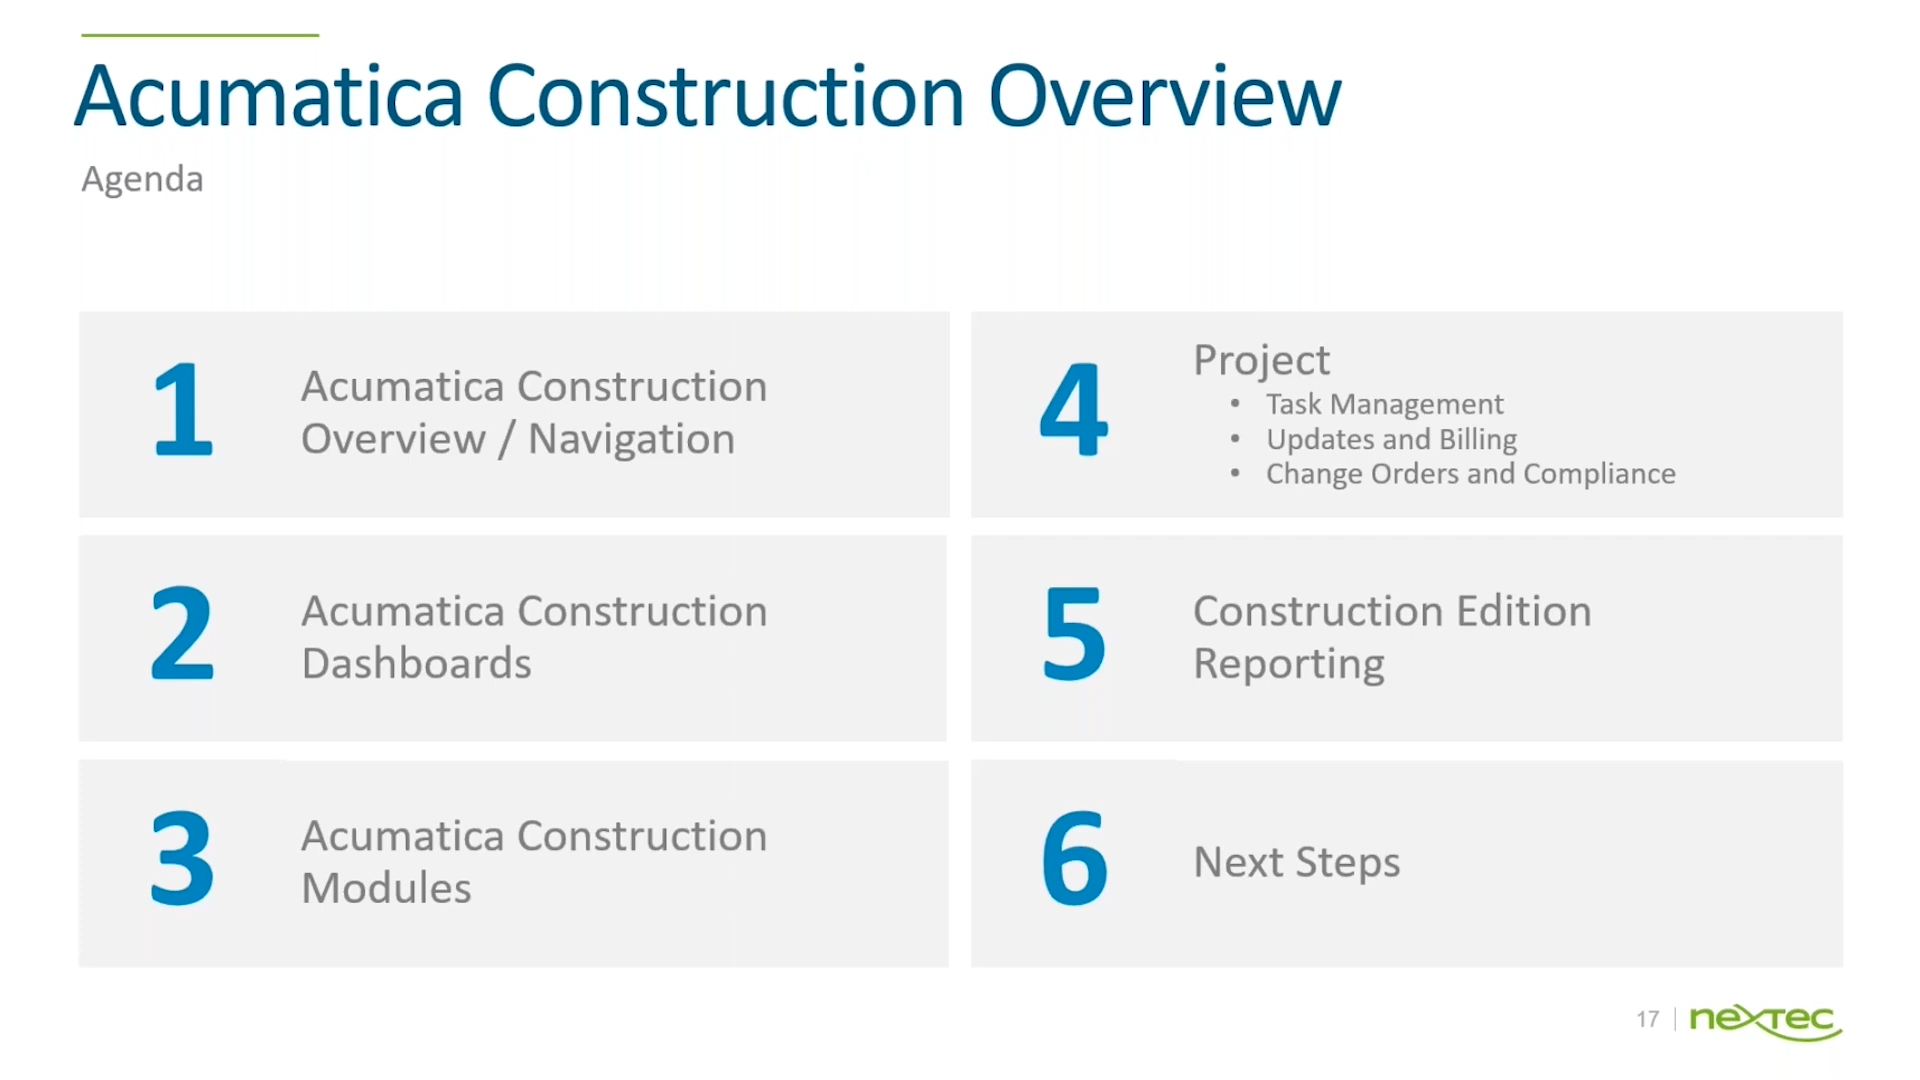 Acumatica Construction Overview
Agenda
1
Acumatica Construction
Overview / Navigation
2
Acumatica Construction
Dashboards
3
Acumatica Construction
Modules
4
Project
• Task Management
• Updates and Billing
• Change Orders and Compliance
5
Construction Edition
Reporting
6
Next Steps
17
nexTec